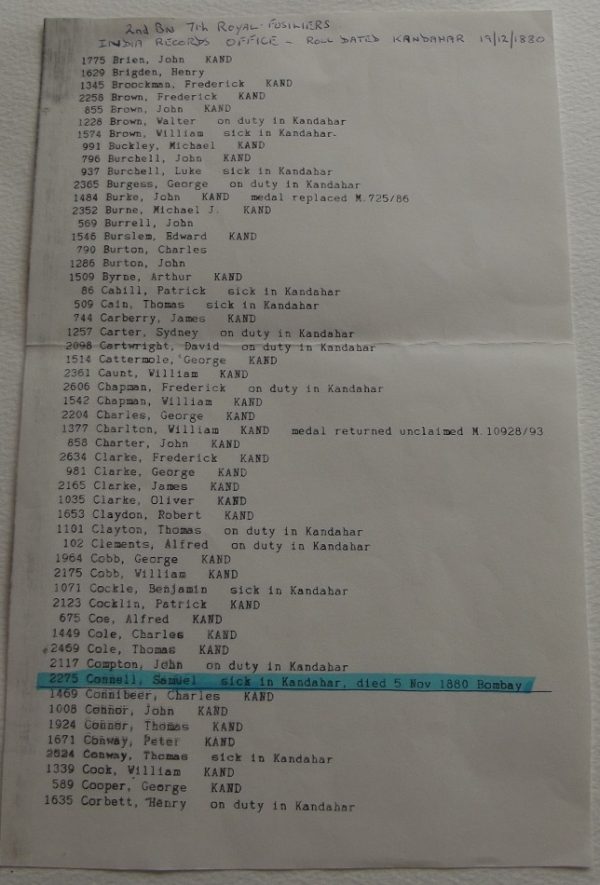 2nd BN 7th ROYAL FUSILIERS
INDIA RECORDS OFFICE - ROLL DATED KANDAHAR 19/12/1880
1775 Brien, John KAND
1629 Brigden, Henry
1345 Broockman, Frederick KAND
2258 Brown, Frederick KAND
855 Brown, John KAND
1228 Brown, Walter on duty in Kandahar
1574 Brown, William sick in Kandahar.
991 Buckley, Michael KAND
796 Burchell, John KAND
937 Burchell, Luke sick in Kandahar
2365 Burgess, George on duty in Kandahar
1484 Burke, John KAND medal replaced M.725/86
2352 Burne, Michael J. KAND
569 Burrell, John
1546 Burslem, Edward KAND
790 Burton, Charles
1286 Burton, John
1509 Byrne, Arthur KAND
86 Cahill, Patrick sick in Kandahar
509 Cain, Thomas sick in Kandahar
744 Carberry, James KAND
1257 Carter, Sydney on duty in Kandahar
2098 Cartwright, David on duty in Kandahar
1514 Cattermole, George KAND
2361 Caunt, William KAND
2606 Chapman, Frederick on duty in Kandahar
1542 Chapman, William KAND
2204 Charles, George KAND
1377 Charlton, William KAND medal returned unclaimed M.10928/93
858 Charter, John KAND
2634 Clarke, Frederick KAND
981 Clarke, George KAND
2165 Clarke, James KAND
1035 Clarke, Oliver KAND
1653 Claydon, Robert KAND
1101 Clayton, Thomas on duty in Kandahar
102 Clements, Alfred on duty in Kandahar
1964 Cobb, George KAND
2175 Cobb, William KAND
1071 Cockle, Benjamin sick in Kandahar
2123 Cocklin, Patrick KAND
675 Coe, Alfred KAND
1449 Cole, Charles KAND
2469 Cole, Thomas KAND
2117 Compton, John on duty in Kandahar
2275 Connell, Samuel sick in Kandahar, died 5 Nov 1880 Bombay
1469 Connibeer, Charles KAND
1008 Connor, John KAND
1924 Connor, Thomas KAND
1671 Conway, Peter KAND
2524 Conway, Thomas sick in Kandahar
1339 Cook, William KAND
589 Cooper, George KAND
1635 Corbett, Henry on duty in Kandahar